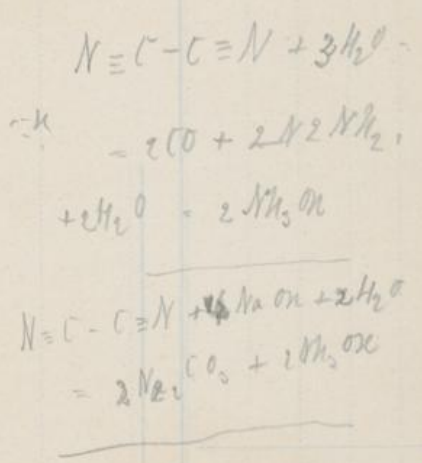 N≡C-C≡N + 3H₂O
= 2CO + 2N2NH₂,
+2H₂O = 2NH₃OH
N≡C-C≡N + 4NaOH + 2H₂O
= 2Na₂CO₃ + 2NH₃OH